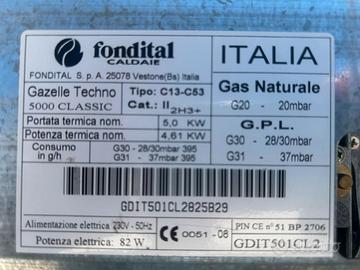 fondital
CALDAIE
FONDITAL S.p.A. 25078 Vestone(Bs) Italia
ITALIA
Gazelle Techno
5000 CLASSIC
Tipo: C13-C53
Cat.: II2H3+
Gas Naturale
G20 - 20mbar
Portata termica nom. 5,0 KW
Potenza termica nom. 4,61 KW
G.P.L.
G30 - 28/30mbar
G31 - 37mbar
Consumo
in g/h
G30 - 28/30mbar 395
G31 - 37mbar 395
GDIT501CL2825829
Alimentazione elettrica 230V - 50Hz
Potenza elettrica: 82 W
CE 0051-06
PIN CE n° 51 BP 2706
GDIT501CL2